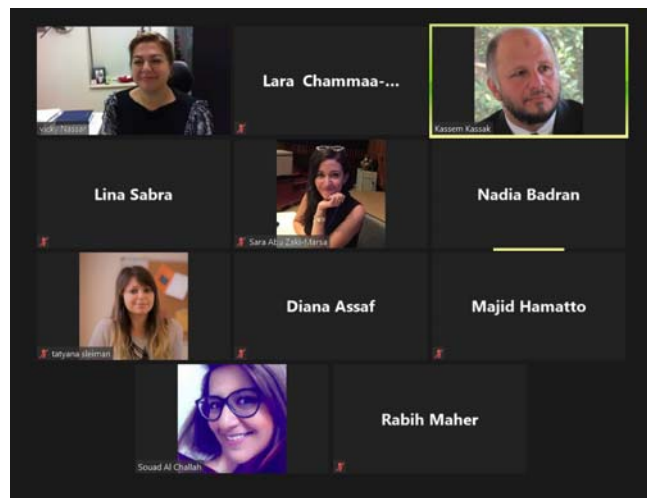 vicky Nassar
Lara Chammaa-...
Kassem Kassak
Lina Sabra
Sara Abu Zaki-Marsa
Nadia Badran
tatyana sleiman
Diana Assaf
Majid Hamatto
Souad Al Challah
Rabih Maher